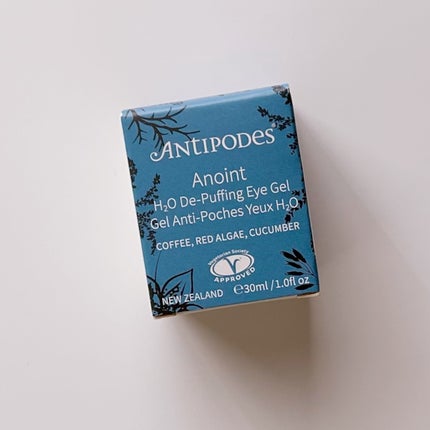 ANTIPODES®
Anoint
H₂O De-Puffing Eye Gel
Gel Anti-Poches Yeux H₂O
COFFEE, RED ALGAE, CUCUMBER
Vegetarian Society
V
APPROVED
NEW ZEALAND ℮30ml / 1.0fl oz